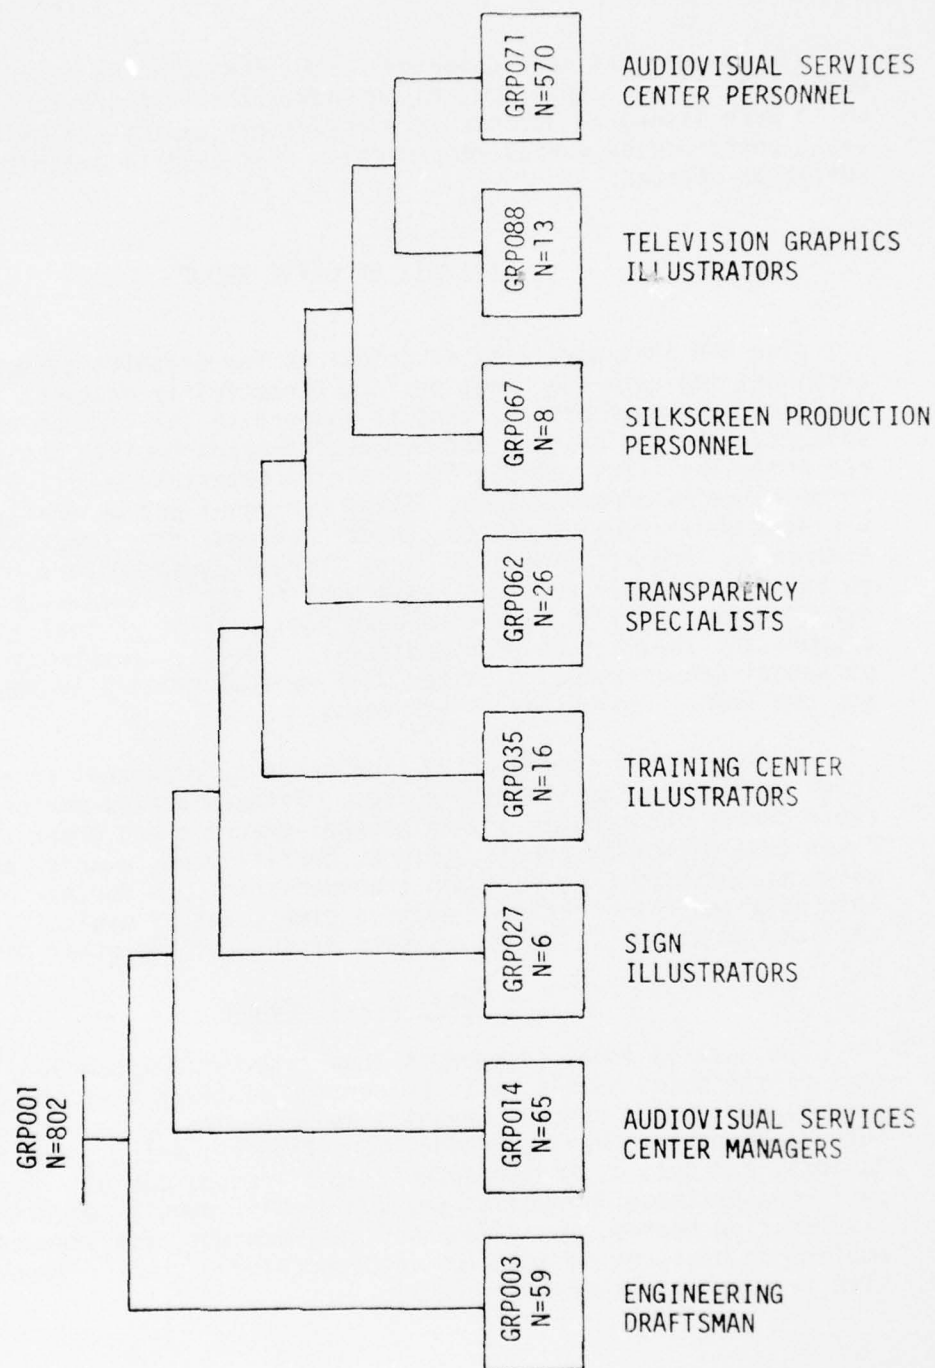 GRP071
N=570
AUDIOVISUAL SERVICES
CENTER PERSONNEL
GRP088
N=13
TELEVISION GRAPHICS
ILLUSTRATORS
GRP067
N=8
SILKSCREEN PRODUCTION
PERSONNEL
GRP062
N=26
TRANSPARENCY
SPECIALISTS
GRP035
N=16
TRAINING CENTER
ILLUSTRATORS
GRP027
N=6
SIGN
ILLUSTRATORS
GRP001
N=802
GRP014
N=65
AUDIOVISUAL SERVICES
CENTER MANAGERS
GRP003
N=59
ENGINEERING
DRAFTSMAN